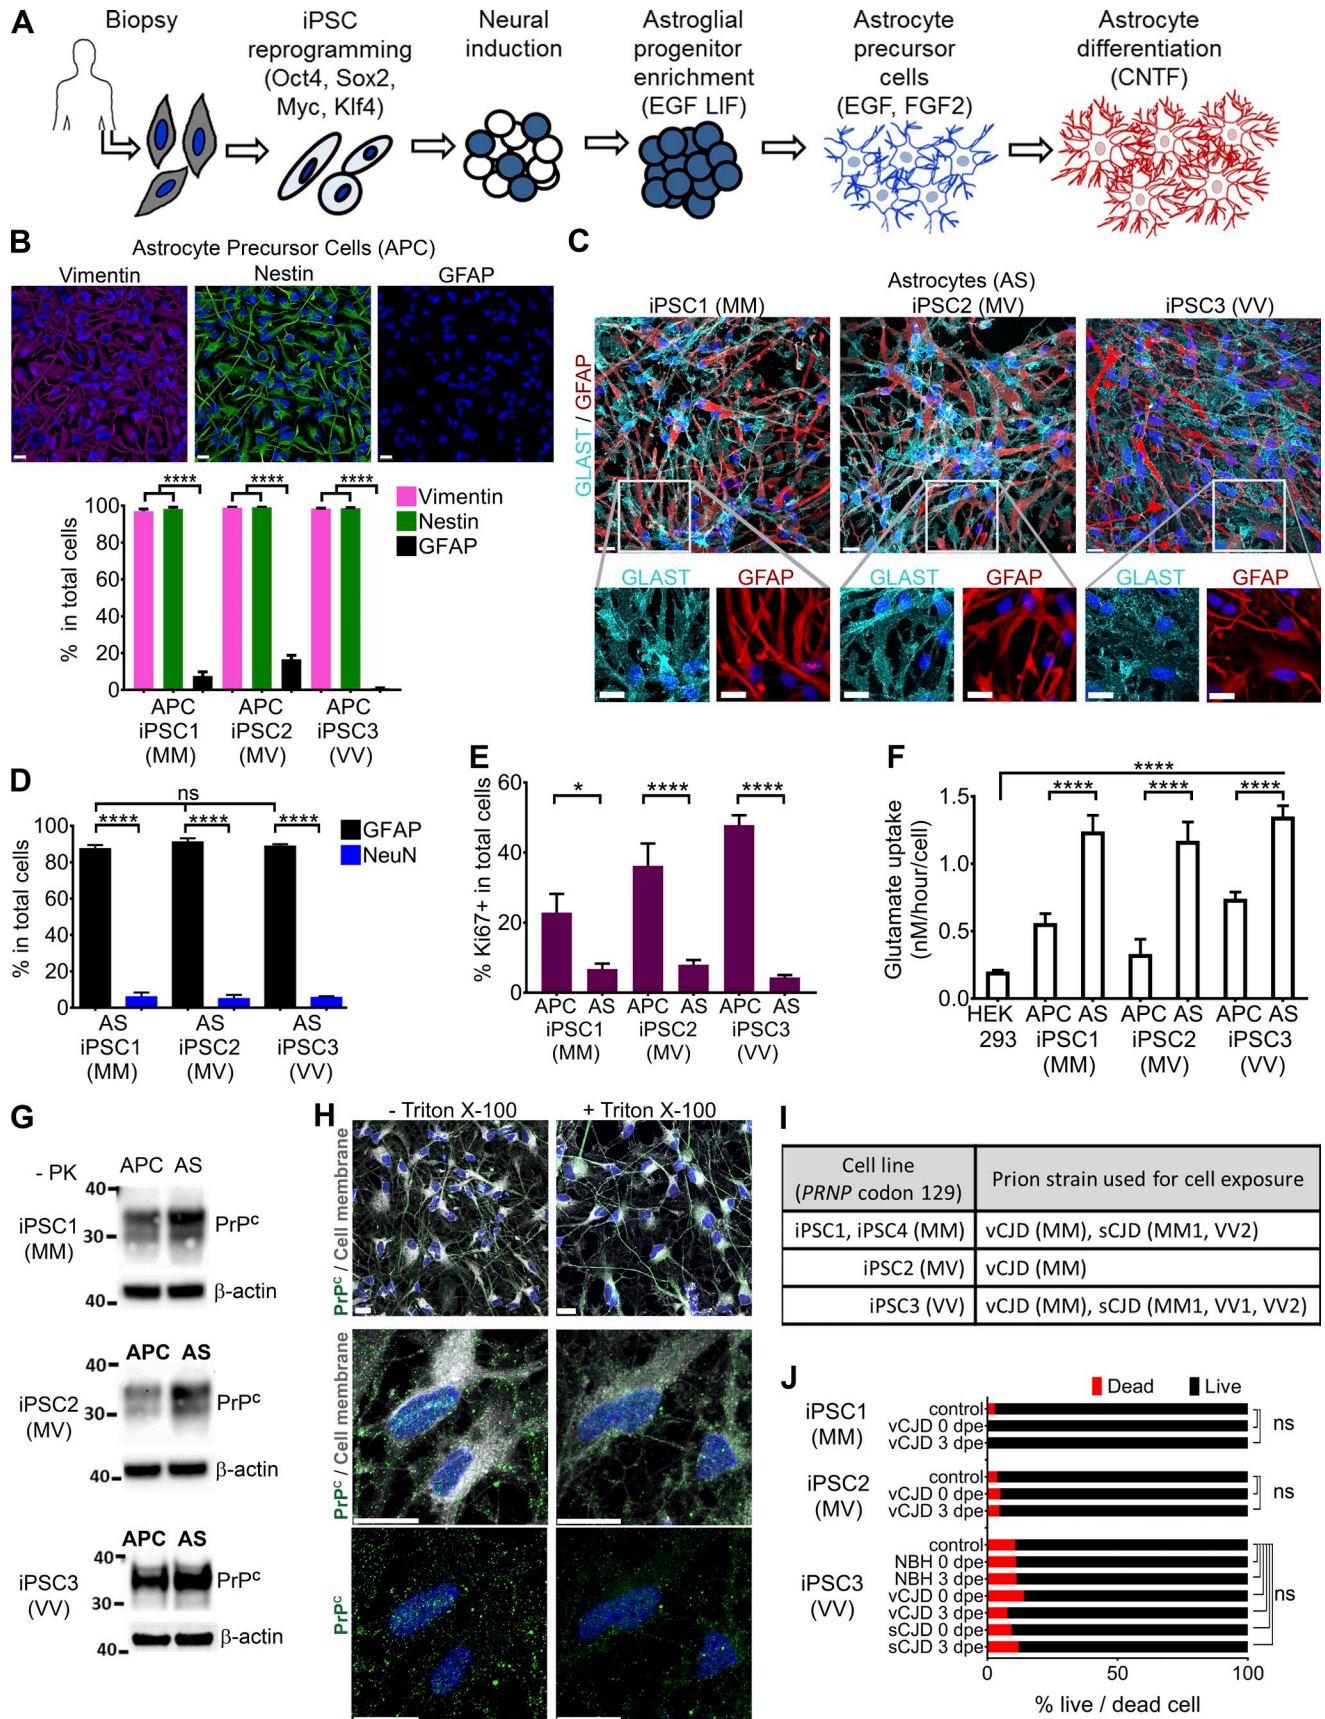 A
Biopsy
iPSC
reprogramming
(Oct4, Sox2,
Myc, Klf4)
Neural
induction
Astroglial
progenitor
enrichment
(EGF LIF)
Astrocyte
precursor
cells
(EGF, FGF2)
Astrocyte
differentiation
(CNTF)
B
Astrocyte Precursor Cells (APC)
Vimentin
Nestin
GFAP
**** **** ****
Vimentin
Nestin
GFAP
% in total cells
100
80
60
40
20
0
APC APC APC
iPSC1 iPSC2 iPSC3
(MM) (MV) (VV)
C
Astrocytes (AS)
iPSC1 (MM) iPSC2 (MV) iPSC3 (VV)
GLAST / GFAP
GLAST GFAP GLAST GFAP GLAST GFAP
D
ns
**** **** ****
GFAP
NeuN
% in total cells
100
80
60
40
20
0
AS AS AS
iPSC1 iPSC2 iPSC3
(MM) (MV) (VV)
E
* **** ****
% Ki67+ in total cells
60
40
20
0
APC AS APC AS APC AS
iPSC1 iPSC2 iPSC3
(MM) (MV) (VV)
F
****
**** **** ****
Glutamate uptake
(nM/hour/cell)
1.5
1.0
0.5
0.0
HEK APC AS APC AS APC AS
293 iPSC1 iPSC2 iPSC3
(MM) (MV) (VV)
G
- PK
APC AS
40
iPSC1
(MM)
30
PrPᶜ
40
β-actin
APC AS
40
iPSC2
(MV)
30
PrPᶜ
40
β-actin
APC AS
40
iPSC3
(VV)
30
PrPᶜ
40
β-actin
H
- Triton X-100 + Triton X-100
PrPᶜ / Cell membrane
PrPᶜ / Cell membrane
PrPᶜ
I
Cell line
(PRNP codon 129)
Prion strain used for cell exposure
iPSC1, iPSC4 (MM) vCJD (MM), sCJD (MM1, VV2)
iPSC2 (MV) vCJD (MM)
iPSC3 (VV) vCJD (MM), sCJD (MM1, VV1, VV2)
J
Dead Live
iPSC1
(MM)
control
vCJD 0 dpe
vCJD 3 dpe
ns
iPSC2
(MV)
control
vCJD 0 dpe
vCJD 3 dpe
ns
iPSC3
(VV)
control
NBH 0 dpe
NBH 3 dpe
vCJD 0 dpe
vCJD 3 dpe
sCJD 0 dpe
sCJD 3 dpe
ns
0 50 100
% live / dead cell